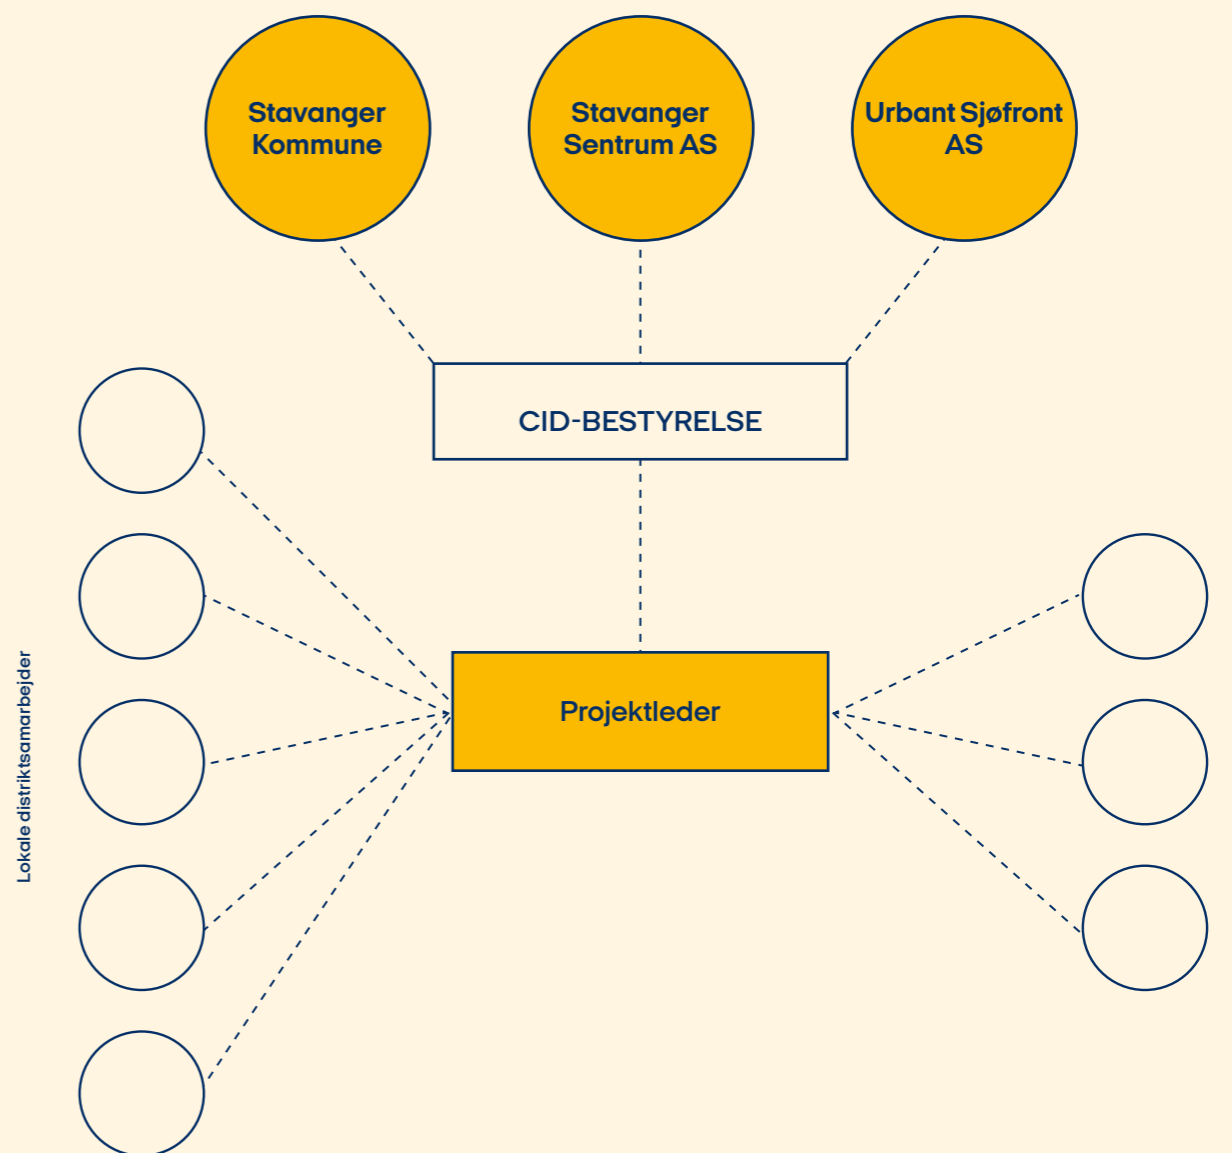 Stavanger
Kommune
Stavanger
Sentrum AS
Urbant Sjøfront
AS
CID-BESTYRELSE
Projektleder
Lokale distriktsamarbejder